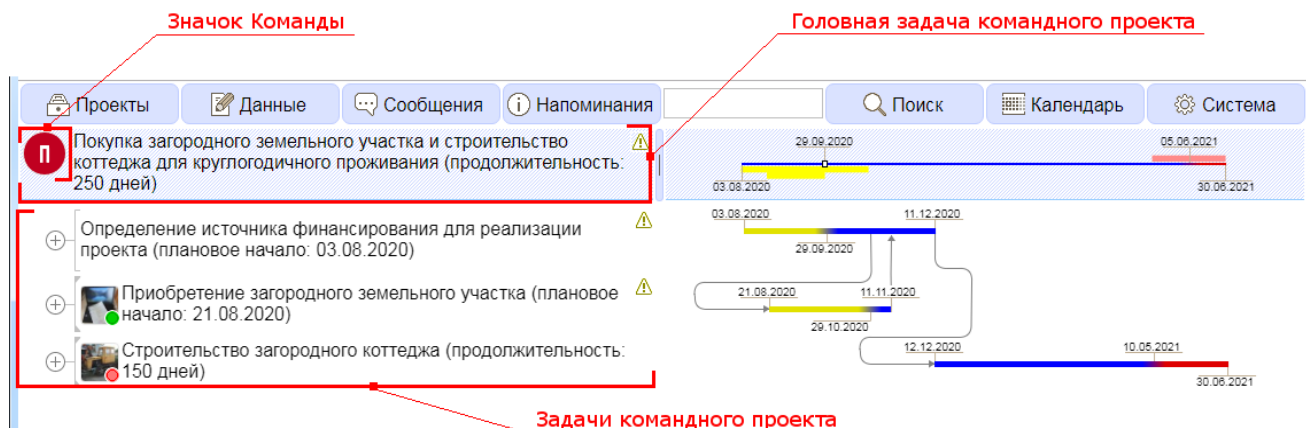 Значок Команды
Головная задача командного проекта
Проекты
Данные
Сообщения
Напоминания
Поиск
Календарь
Система
П
Покупка загородного земельного участка и строительство
коттеджа для круглогодичного проживания (продолжительность:
250 дней)
29.09.2020
05.06.2021
03.08.2020
30.06.2021
Определение источника финансирования для реализации
проекта (плановое начало: 03.08.2020)
03.08.2020
11.12.2020
29.09.2020
Приобретение загородного земельного участка (плановое
начало: 21.08.2020)
21.08.2020
11.11.2020
29.10.2020
Строительство загородного коттеджа (продолжительность:
150 дней)
12.12.2020
10.05.2021
30.06.2021
Задачи командного проекта